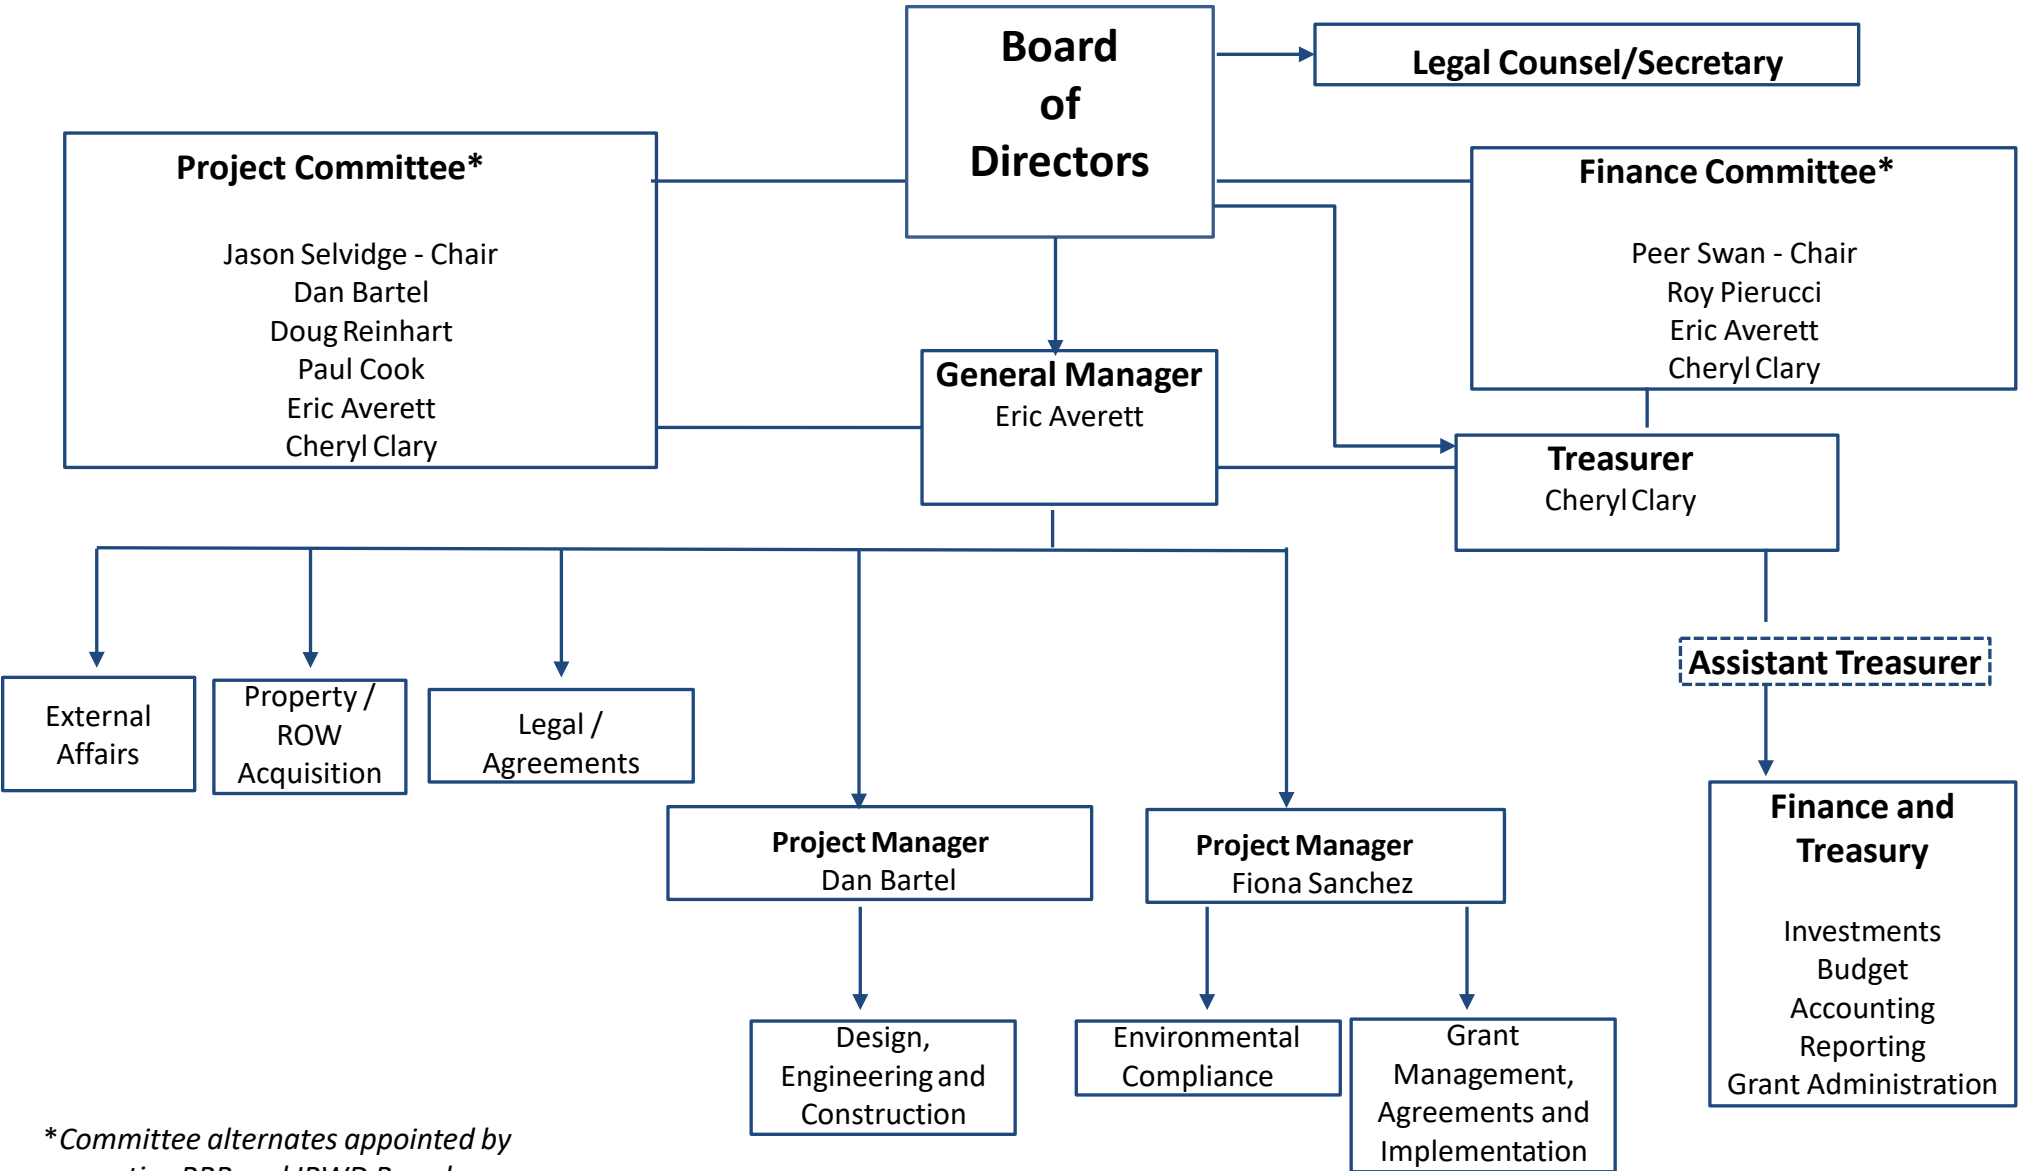 Board
of
Directors
Legal Counsel/Secretary
Project Committee*
Jason Selvidge - Chair
Dan Bartel
Doug Reinhart
Paul Cook
Eric Averett
Cheryl Clary
Finance Committee*
Peer Swan - Chair
Roy Pierucci
Eric Averett
Cheryl Clary
General Manager
Eric Averett
Treasurer
Cheryl Clary
Assistant Treasurer
External
Affairs
Property /
ROW
Acquisition
Legal /
Agreements
Project Manager
Dan Bartel
Project Manager
Fiona Sanchez
Finance and
Treasury
Investments
Budget
Accounting
Reporting
Grant Administration
Design,
Engineering and
Construction
Environmental
Compliance
Grant
Management,
Agreements and
Implementation
*Committee alternates appointed by